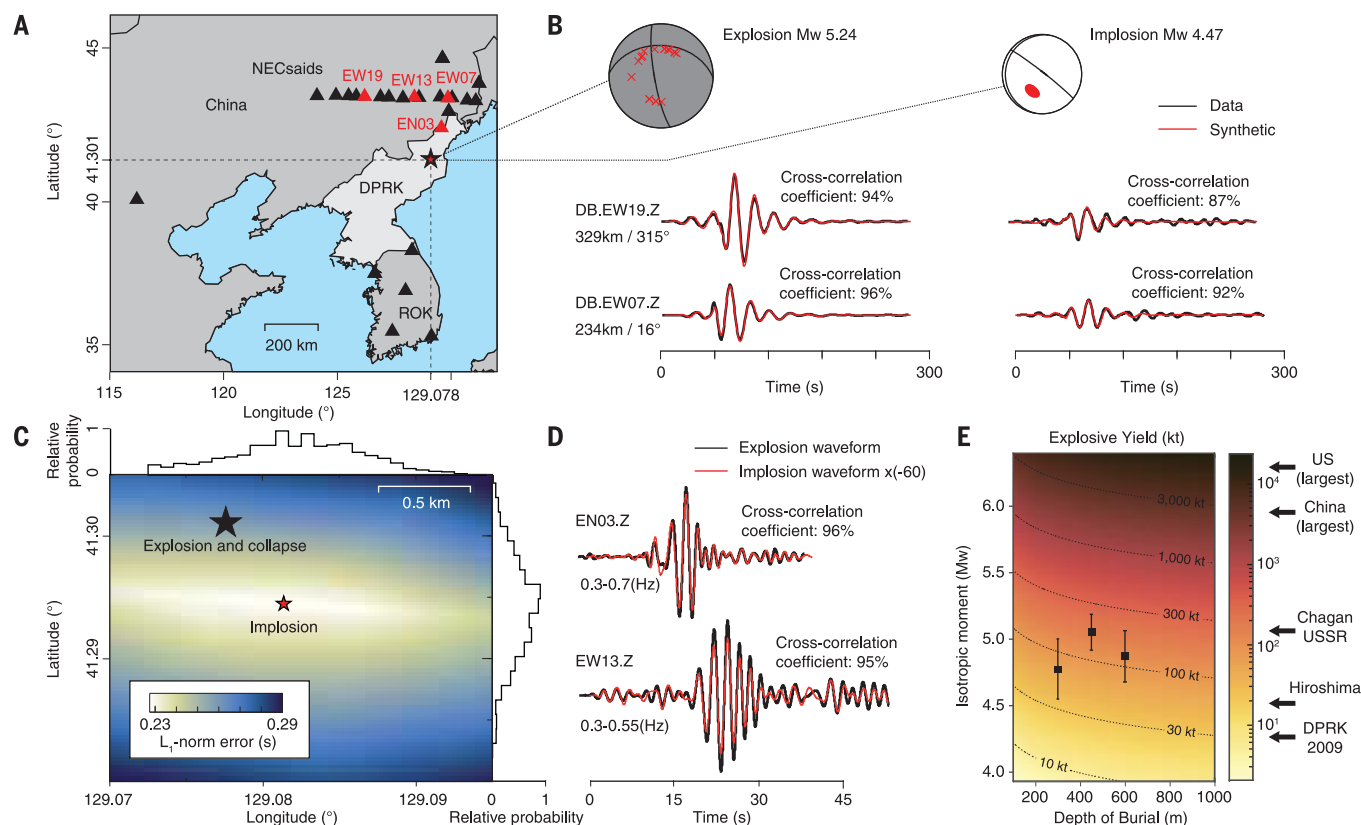 A
45
NECsaids
EW19
EW13
EW07
China
EN03
Latitude (°)
41.301
DPRK
40
ROK
200 km
35
115
120
125
129.078
Longitude (°)
B
Explosion Mw 5.24
Implosion Mw 4.47
Data
Synthetic
Cross-correlation
coefficient: 94%
Cross-correlation
coefficient: 87%
DB.EW19.Z
329km / 315°
Cross-correlation
coefficient: 96%
Cross-correlation
coefficient: 92%
DB.EW07.Z
234km / 16°
0
300
Time (s)
0
300
Time (s)
C
Relative
probability
1
0
0.5 km
41.30
Explosion and collapse
Latitude (°)
Implosion
41.29
0.23
0.29
L1-norm error (s)
129.07
129.08
129.09
0
1
Longitude (°)
Relative probability
D
Explosion waveform
Implosion waveform x(-60)
EN03.Z
Cross-correlation
coefficient: 96%
0.3-0.7(Hz)
EW13.Z
Cross-correlation
coefficient: 95%
0.3-0.55(Hz)
0
15
30
45
Time (s)
E
Explosive Yield (kt)
Isotropic moment (Mw)
6.0
5.5
5.0
4.5
4.0
3,000 kt
1,000 kt
300 kt
100 kt
30 kt
10 kt
200
400
600
800
1000
Depth of Burial (m)
10⁴
10³
10²
10¹
US
(largest)
China
(largest)
Chagan
USSR
Hiroshima
DPRK
2009